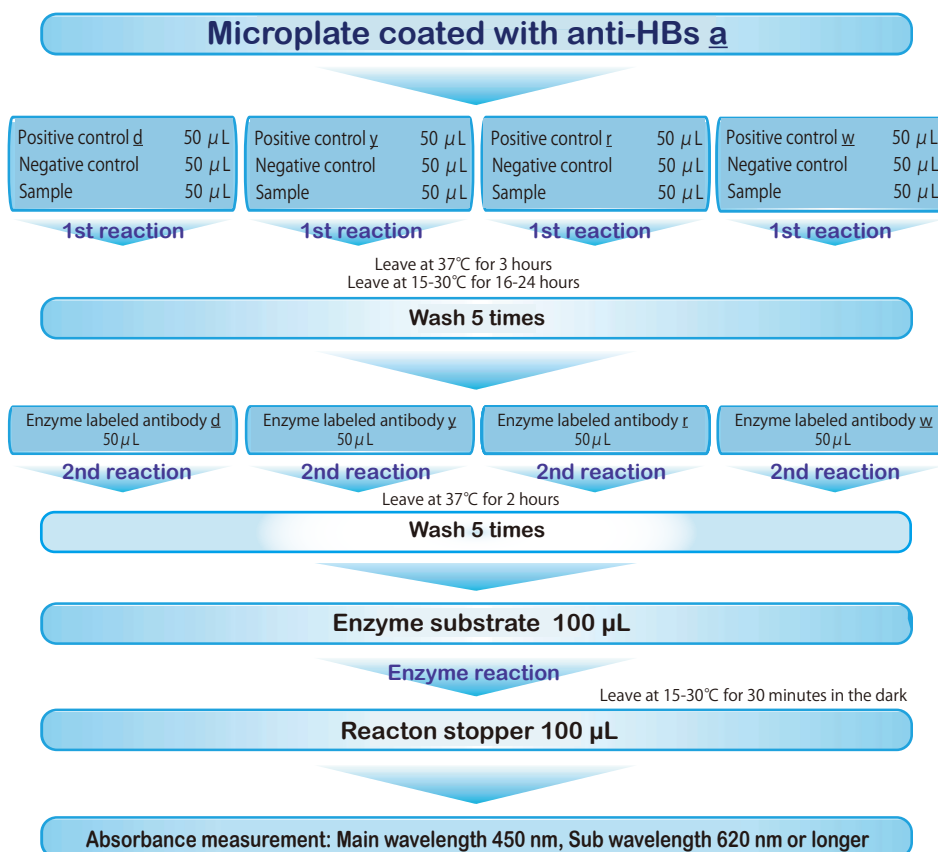 Microplate coated with anti-HBs a
Positive control d 50 μL
Negative control 50 μL
Sample 50 μL
Positive control y 50 μL
Negative control 50 μL
Sample 50 μL
Positive control r 50 μL
Negative control 50 μL
Sample 50 μL
Positive control w 50 μL
Negative control 50 μL
Sample 50 μL
1st reaction
1st reaction
1st reaction
1st reaction
Leave at 37℃ for 3 hours
Leave at 15-30℃ for 16-24 hours
Wash 5 times
Enzyme labeled antibody d
50μL
Enzyme labeled antibody y
50μL
Enzyme labeled antibody r
50μL
Enzyme labeled antibody w
50μL
2nd reaction
2nd reaction
2nd reaction
2nd reaction
Leave at 37℃ for 2 hours
Wash 5 times
Enzyme substrate 100 µL
Enzyme reaction
Leave at 15-30℃ for 30 minutes in the dark
Reacton stopper 100 µL
Absorbance measurement: Main wavelength 450 nm, Sub wavelength 620 nm or longer